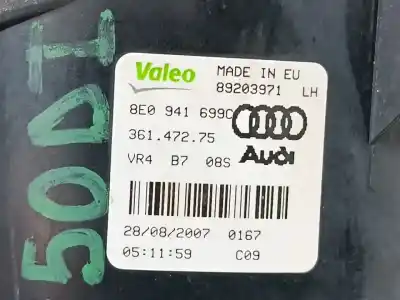 50DI
Valeo MADE IN EU
89203971 LH
8E0 941 699C
361.472.75 Audi
VR4 B7 08S
28/08/2007 0167
05:11:59 C09